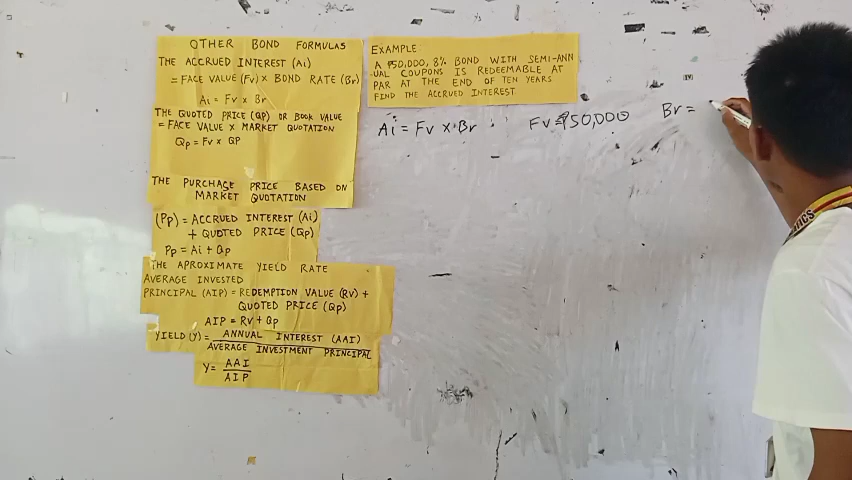 OTHER BOND FORMULAS
THE ACCRUED INTEREST (Ai)
= FACE VALUE (Fv) X BOND RATE (Br)
Ai = Fv x Br
THE QUOTED PRICE (QP) OR BOOK VALUE
= FACE VALUE X MARKET QUOTATION
Qp = Fv x QP
THE PURCHASE PRICE BASED ON
MARKET QUOTATION
(Pp) = ACCRUED INTEREST (Ai)
+ QUOTED PRICE (Qp)
Pp = Ai + Qp
THE APROXIMATE YIELD RATE
AVERAGE INVESTED
PRINCIPAL (AIP) = REDEMPTION VALUE (Rv) +
QUOTED PRICE (Qp)
AIP = Rv + Qp
YIELD (Y) = ANNUAL INTEREST (AAI)
AVERAGE INVESTMENT PRINCIPAL
Y = AAI
AIP
EXAMPLE
A ₱50,000, 8% BOND WITH SEMI-ANN
UAL COUPONS IS REDEEMABLE AT
PAR AT THE END OF TEN YEARS
FIND THE ACCRUED INTEREST
Ai = Fv x Br Fv = ₱50,000 Br =